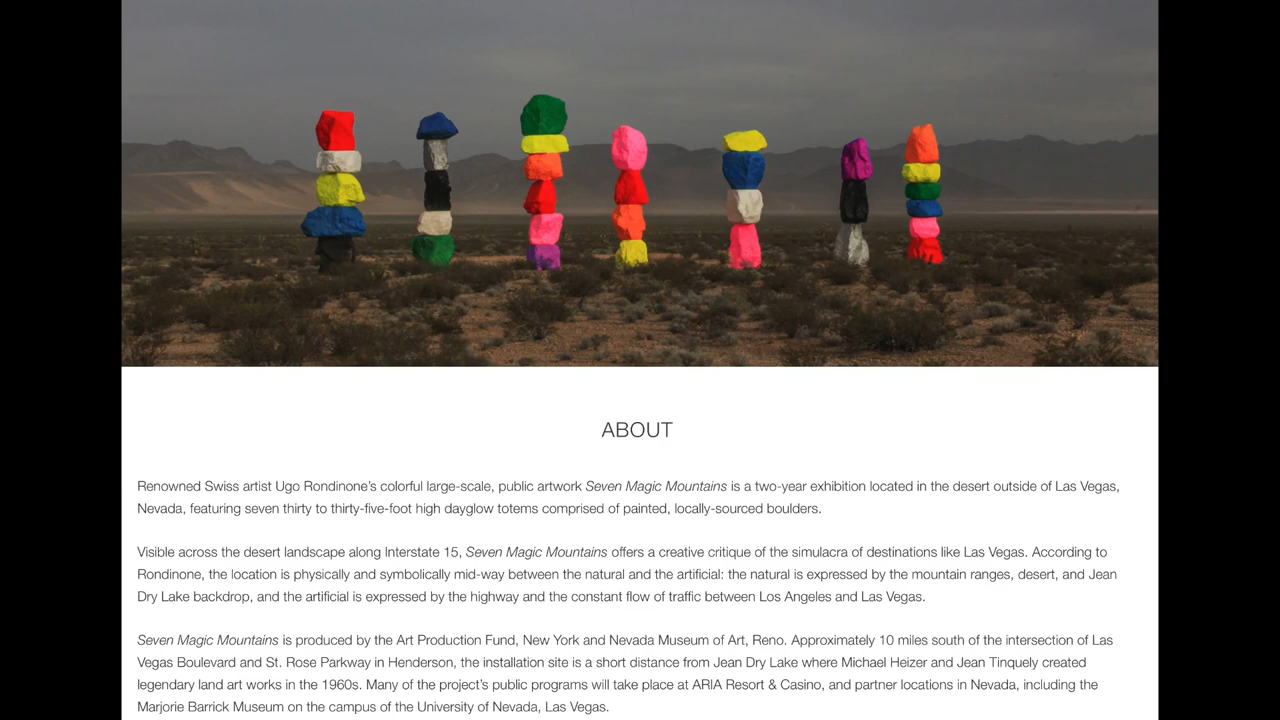 ABOUT
Renowned Swiss artist Ugo Rondinone's colorful large-scale, public artwork Seven Magic Mountains is a two-year exhibition located in the desert outside of Las Vegas,
Nevada, featuring seven thirty to thirty-five-foot high dayglow totems comprised of painted, locally-sourced boulders.
Visible across the desert landscape along Interstate 15, Seven Magic Mountains offers a creative critique of the simulacra of destinations like Las Vegas. According to
Rondinone, the location is physically and symbolically mid-way between the natural and the artificial: the natural is expressed by the mountain ranges, desert, and Jean
Dry Lake backdrop, and the artificial is expressed by the highway and the constant flow of traffic between Los Angeles and Las Vegas.
Seven Magic Mountains is produced by the Art Production Fund, New York and Nevada Museum of Art, Reno. Approximately 10 miles south of the intersection of Las
Vegas Boulevard and St. Rose Parkway in Henderson, the installation site is a short distance from Jean Dry Lake where Michael Heizer and Jean Tinquely created
legendary land art works in the 1960s. Many of the project's public programs will take place at ARIA Resort & Casino, and partner locations in Nevada, including the
Marjorie Barrick Museum on the campus of the University of Nevada, Las Vegas.